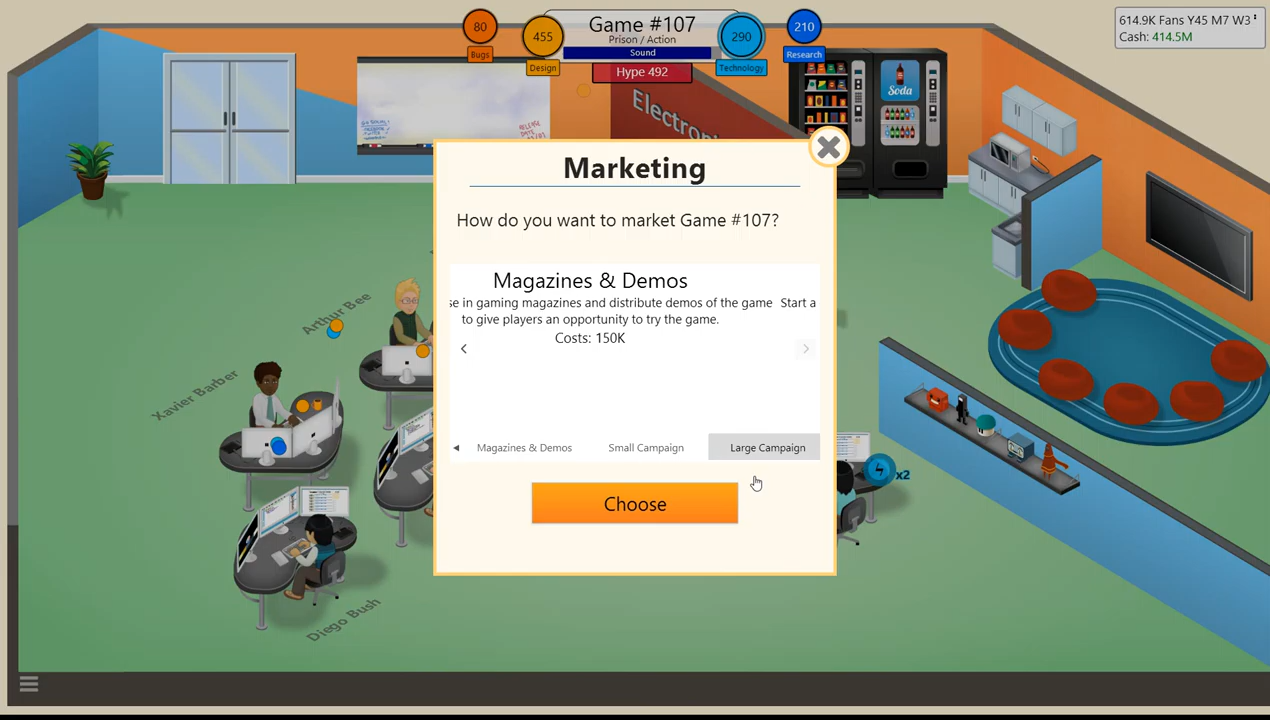 80
Bugs
455
Design
Game #107
Prison / Action
Sound
Hype 492
290
Technology
210
Research
614.9K Fans Y45 M7 W3
Cash: 414.5M
RELEASE
Electron
Soda
Marketing
How do you want to market Game #107?
Magazines & Demos
se in gaming magazines and distribute demos of the game Start a
to give players an opportunity to try the game.
Costs: 150K
Magazines & Demos
Small Campaign
Large Campaign
Choose
Arthur Bee
Xavier Barber
Diego Bush
x2